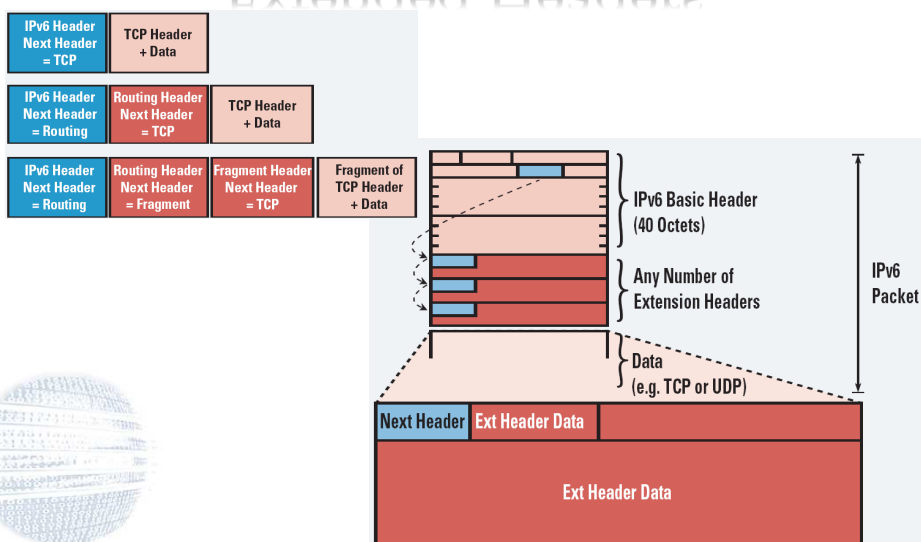 IPv6 Header
Next Header
= TCP
TCP Header
+ Data
IPv6 Header
Next Header
= Routing
Routing Header
Next Header
= TCP
TCP Header
+ Data
IPv6 Header
Next Header
= Routing
Routing Header
Next Header
= Fragment
Fragment Header
Next Header
= TCP
Fragment of
TCP Header
+ Data
IPv6 Basic Header
(40 Octets)
Any Number of
Extension Headers
IPv6
Packet
Data
(e.g. TCP or UDP)
Next Header
Ext Header Data
Ext Header Data